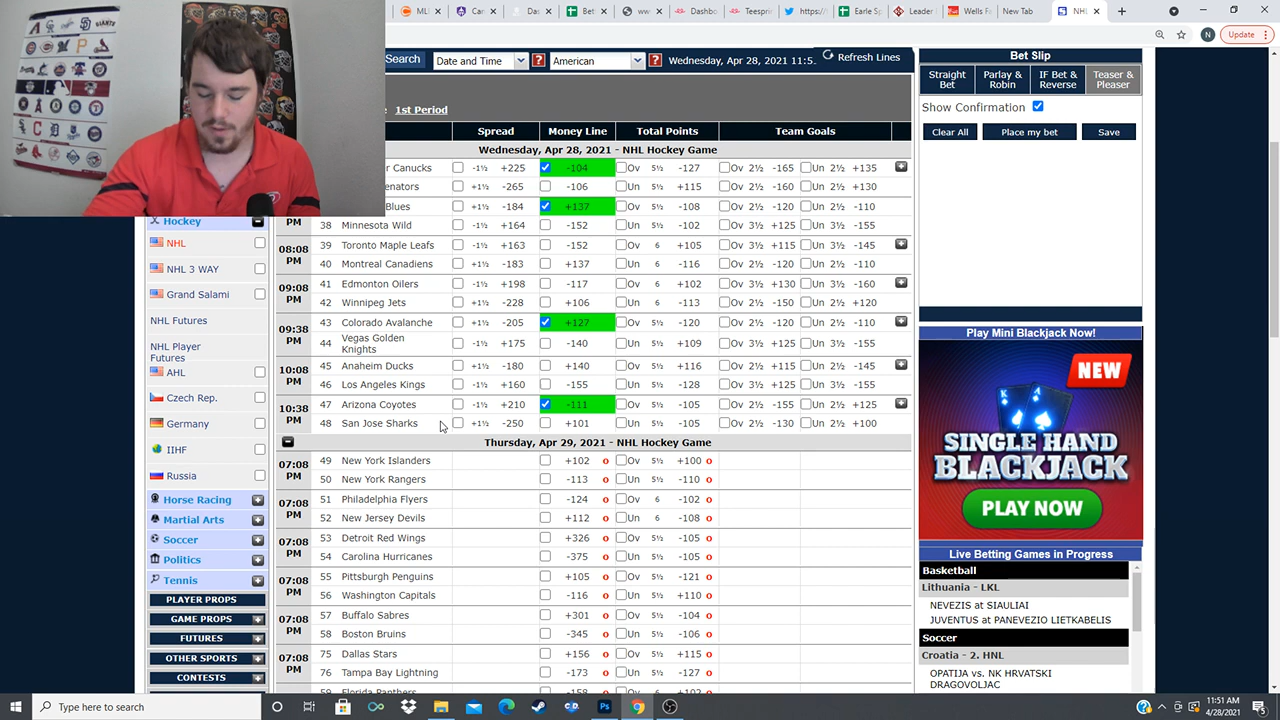 MLI
Car
Da
Bet
www
Dashbo
Teesprin
https://
Earle Sp
Leader
Wells Fa
New Tab
NHL
N
Update
Search
Date and Time
American
Wednesday, Apr 28, 2021 11:5.
Refresh Lines
1st Period
Spread Money Line Total Points Team Goals
Wednesday, Apr 28, 2021 - NHL Hockey Game
r Canucks -1½ +225 -104 Ov 5½ -127 Ov 2½ -165 Un 2½ +135
enators +1½ -265 -106 Un 5½ +115 Ov 2½ -160 Un 2½ +130
Blues +1½ -184 +137 Ov 5½ -108 Ov 2½ -120 Un 2½ -110
PM 38 Minnesota Wild -1½ +164 -152 Un 5½ -102 Ov 3½ +125 Un 3½ -155
08:08 PM 39 Toronto Maple Leafs -1½ +163 -152 Ov 6 +105 Ov 3½ +115 Un 3½ -145
40 Montreal Canadiens +1½ -183 +137 Un 6 -116 Ov 2½ -120 Un 2½ -110
09:08 PM 41 Edmonton Oilers -1½ +198 -117 Ov 6 +102 Ov 3½ +130 Un 3½ -160
42 Winnipeg Jets +1½ -228 +106 Un 6 -113 Ov 2½ -150 Un 2½ +120
09:38 PM 43 Colorado Avalanche +1½ -205 +127 Ov 5½ -120 Ov 2½ -120 Un 2½ -110
44 Vegas Golden Knights -1½ +175 -140 Un 5½ +109 Ov 3½ +125 Un 3½ -155
10:08 PM 45 Anaheim Ducks +1½ -180 +140 Ov 5½ +116 Ov 2½ -115 Un 2½ -145
46 Los Angeles Kings -1½ +160 -155 Un 5½ -128 Ov 3½ +125 Un 3½ -155
10:38 PM 47 Arizona Coyotes -1½ +210 -111 Ov 5½ -105 Ov 2½ -155 Un 2½ +125
48 San Jose Sharks +1½ -250 +101 Un 5½ -105 Ov 2½ -130 Un 2½ +100
Thursday, Apr 29, 2021 - NHL Hockey Game
07:08 PM 49 New York Islanders +102 o Ov 5½ +100 o
50 New York Rangers -113 o Un 5½ -110 o
07:08 PM 51 Philadelphia Flyers -124 o Ov 6 -102 o
52 New Jersey Devils +112 o Un 6 -108 o
07:08 PM 53 Detroit Red Wings +326 o Ov 5½ -105 o
54 Carolina Hurricanes -375 o Un 5½ -105 o
07:08 PM 55 Pittsburgh Penguins +105 o Ov 5½ -121 o
56 Washington Capitals -116 o Un 5½ +110 o
07:08 PM 57 Buffalo Sabres +301 o Ov 5½ -104 o
58 Boston Bruins -345 o Un 5½ -106 o
07:08 PM 75 Dallas Stars +156 o Ov 5½ +115 o
76 Tampa Bay Lightning -173 o Un 5½ -127 o
59 Florida Panthers -158 o Ov 5½ +102 o
Hockey
NHL
NHL 3 WAY
Grand Salami
NHL Futures
NHL Player Futures
AHL
Czech Rep.
Germany
IIHF
Russia
Horse Racing
Martial Arts
Soccer
Politics
Tennis
PLAYER PROPS
GAME PROPS
FUTURES
OTHER SPORTS
CONTESTS
Bet Slip
Straight Bet
Parlay & Robin
IF Bet & Reverse
Teaser & Pleaser
Show Confirmation
Clear All Place my bet Save
Play Mini Blackjack Now!
NEW
SINGLE HAND
BLACKJACK
PLAY NOW
Live Betting Games in Progress
Basketball
Lithuania - LKL
NEVEZIS at SIAULIAI
JUVENTUS at PANEVEZIO LIETKABELIS
Soccer
Croatia - 2. HNL
OPATIJA vs. NK HRVATSKI
DRAGOVOLJAC
Type here to search
11:51 AM
4/28/2021